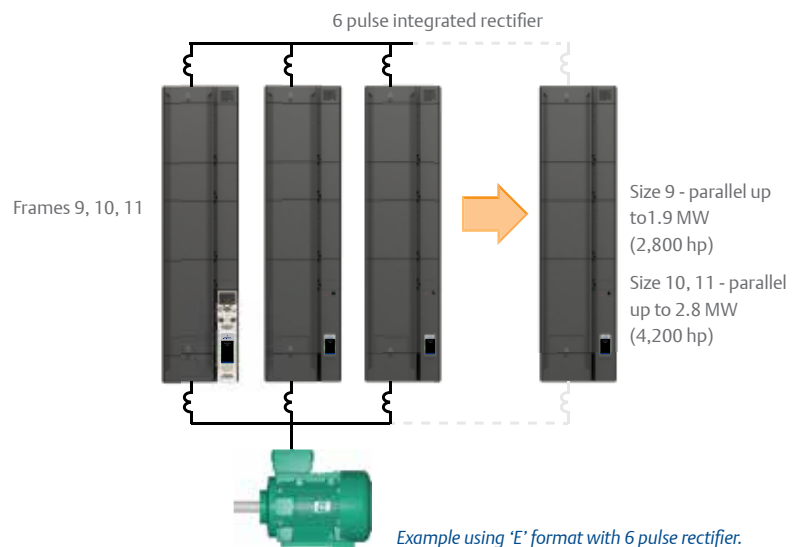 6 pulse integrated rectifier
Frames 9, 10, 11
Size 9 - parallel up
to1.9 MW
(2,800 hp)
Size 10, 11 - parallel
up to 2.8 MW
(4,200 hp)
Example using ‘E’ format with 6 pulse rectifier.